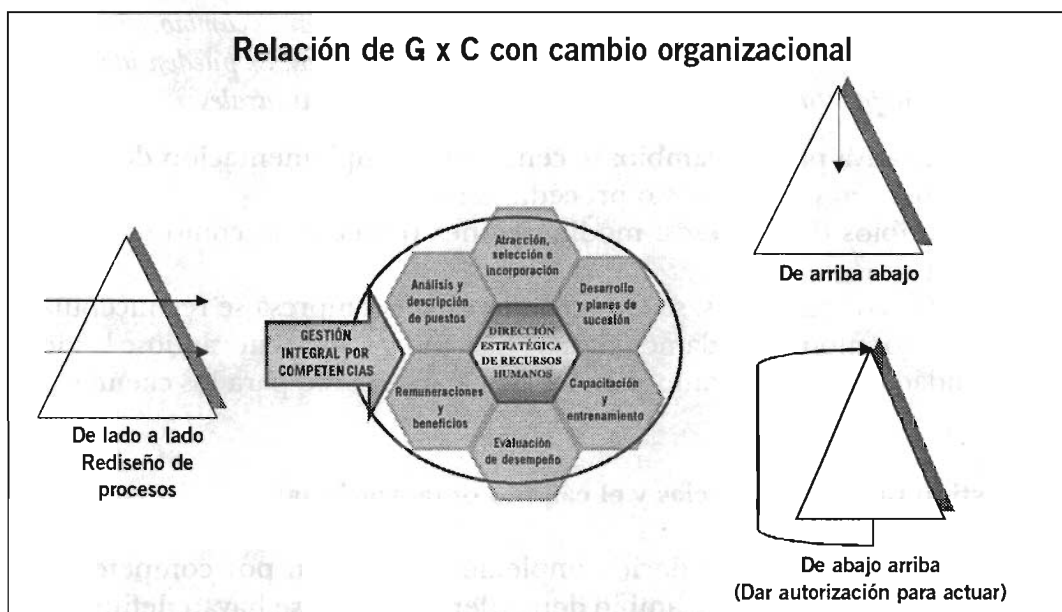 Relación de G x C con cambio organizacional
De arriba abajo
Atracción,
selección e
incorporación
Análisis y
descripción
de puestos
Desarrollo
y planes de
sucesión
GESTIÓN
INTEGRAL POR
COMPETENCIAS
DIRECCIÓN
ESTRATÉGICA
DE RECURSOS
HUMANOS
Remuneraciones
y
beneficios
Capacitación
y
entrenamiento
Evaluación
de desempeño
De lado a lado
Rediseño de
procesos
De abajo arriba
(Dar autorización para actuar)